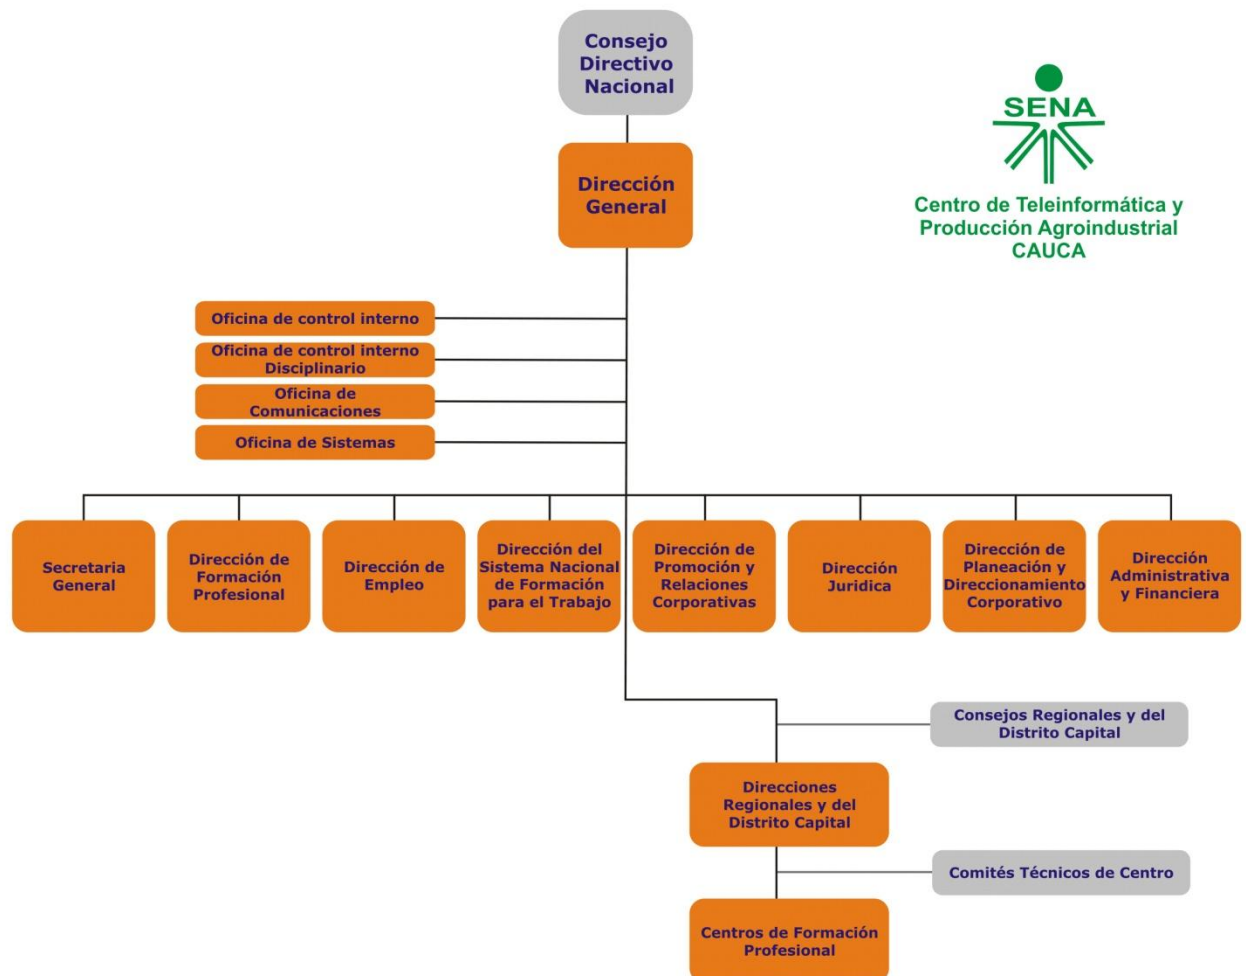 Consejo
Directivo
Nacional
SENA
Centro de Teleinformática y
Producción Agroindustrial
CAUCA
Dirección
General
Oficina de control interno
Oficina de control interno
Disciplinario
Oficina de
Comunicaciones
Oficina de Sistemas
Secretaria
General
Dirección de
Formación
Profesional
Dirección de
Empleo
Dirección del
Sistema Nacional
de Formación
para el Trabajo
Dirección de
Promoción y
Relaciones
Corporativas
Dirección
Juridica
Dirección de
Planeación y
Direccionamiento
Corporativo
Dirección
Administrativa
y Financiera
Consejos Regionales y del
Distrito Capital
Direcciones
Regionales y del
Distrito Capital
Comités Técnicos de Centro
Centros de Formación
Profesional